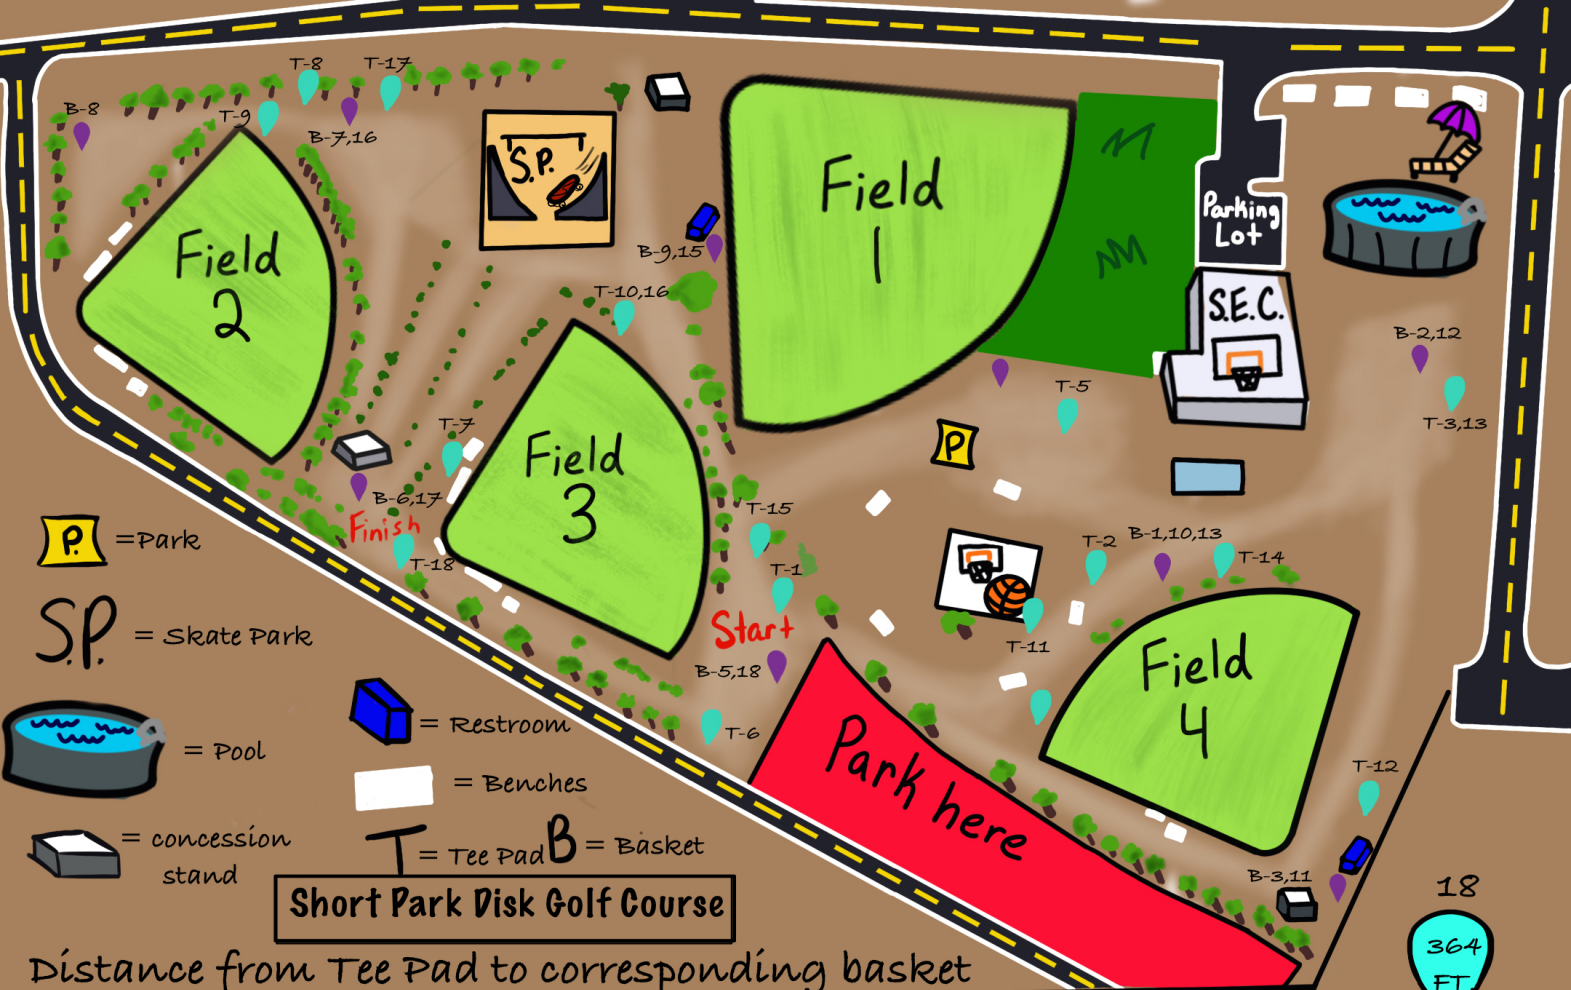 T-8
T-17
B-8
T-9
B-7,16
S.P.
Field
1
Parking
Lot
Field
2
B-9,15
T-10,16
S.E.C.
B-2,12
T-3,13
T-5
P
T-7
Field
3
B-6,17
Finish
T-18
T-15
T-1
Start
B-5,18
T-6
T-2
B-1,10,13
T-14
T-11
Field
4
Park here
T-12
B-3,11
P. =Park
S.P. = Skate Park
= Pool
= concession
stand
= Restroom
= Benches
T = Tee Pad B = Basket
Short Park Disk Golf Course
Distance from Tee Pad to corresponding basket
18
364
FT.